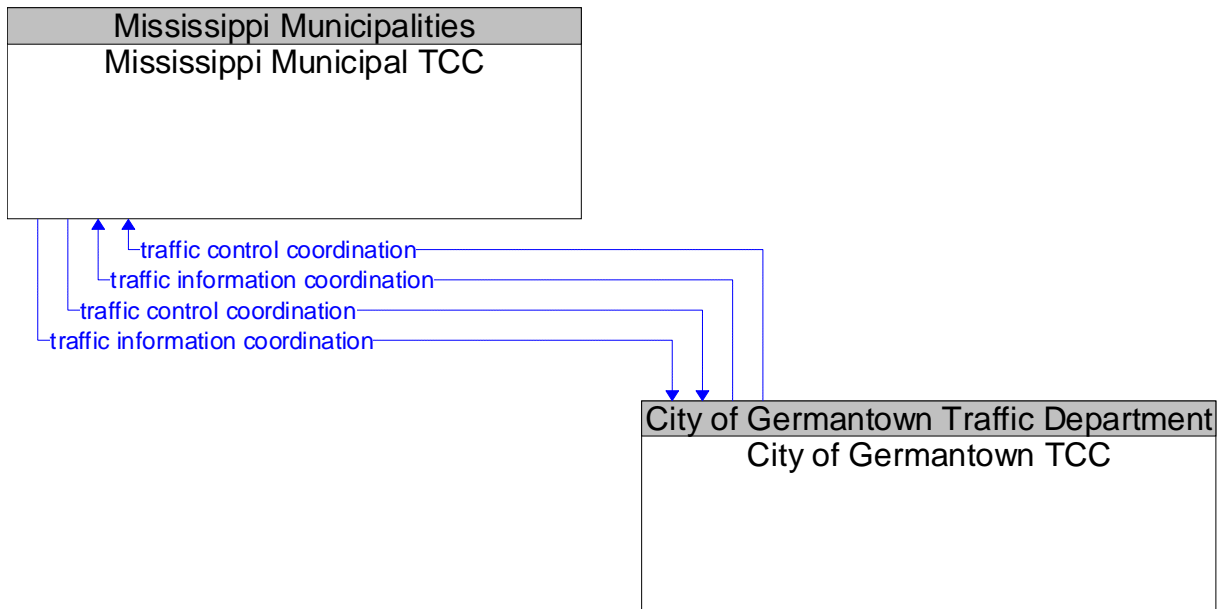 Mississippi Municipalities
Mississippi Municipal TCC
traffic control coordination
traffic information coordination
traffic control coordination
traffic information coordination
City of Germantown Traffic Department
City of Germantown TCC